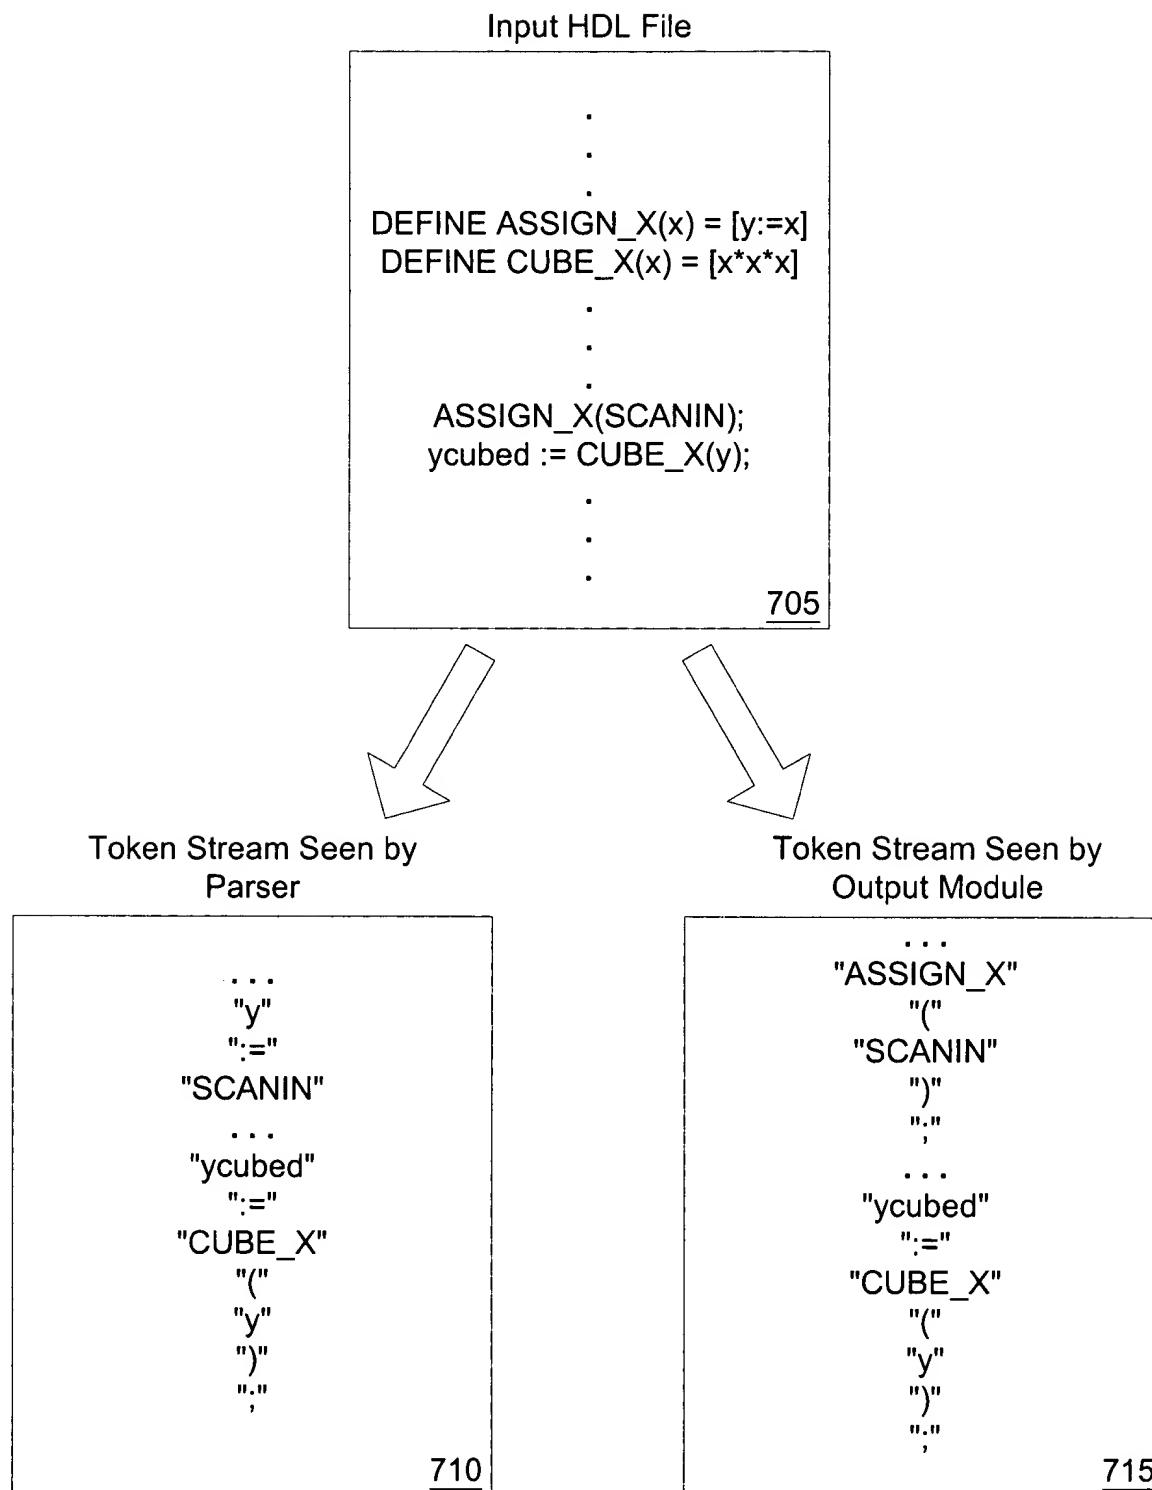 Input HDL File
.
.
.
DEFINE ASSIGN_X(x) = [y:=x]
DEFINE CUBE_X(x) = [x*x*x]
.
.
.
ASSIGN_X(SCANIN);
ycubed := CUBE_X(y);
.
.
.
705
Token Stream Seen by
Parser
. . .
"y"
":="
"SCANIN"
. . .
"ycubed"
":="
"CUBE_X"
"("
"y"
")"
";"
710
Token Stream Seen by
Output Module
. . .
"ASSIGN_X"
"("
"SCANIN"
")"
";"
. . .
"ycubed"
":="
"CUBE_X"
"("
"y"
")"
";"
715